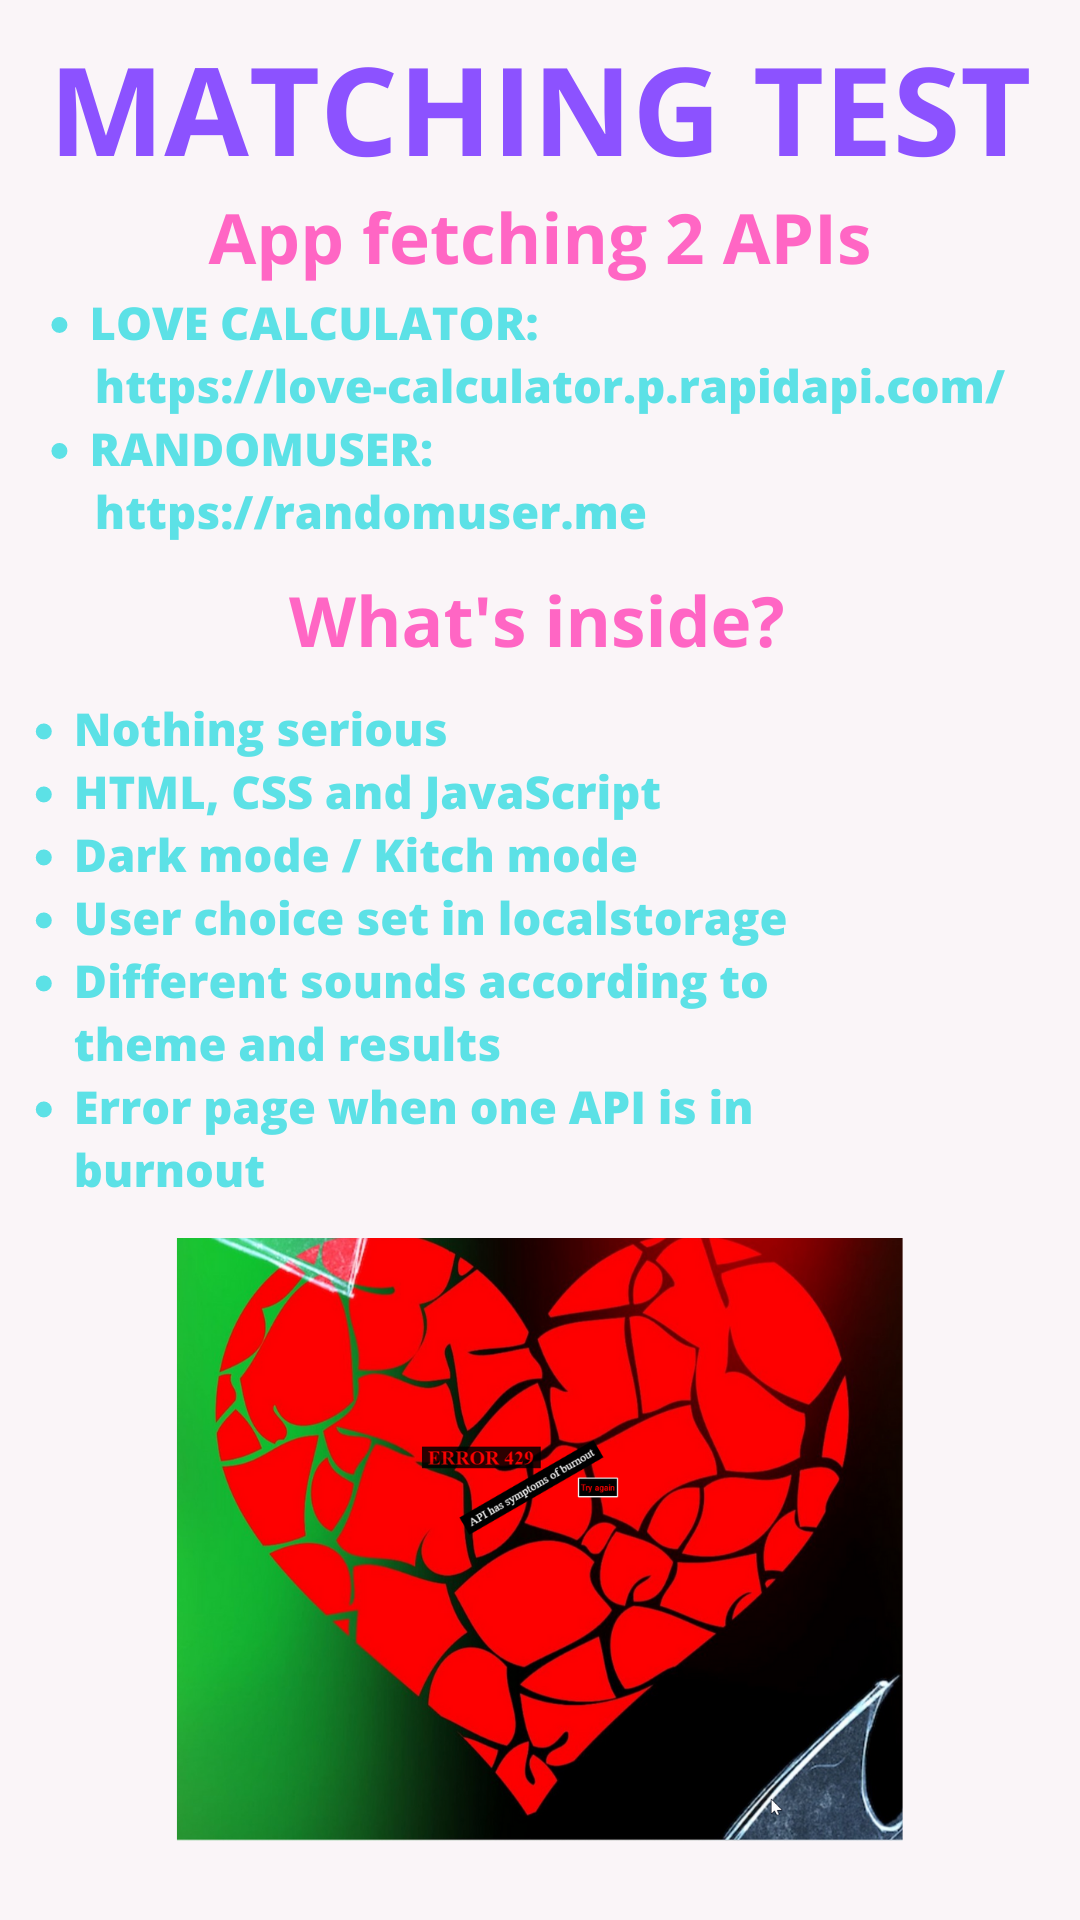 MATCHING TEST
App fetching 2 APIs
• LOVE CALCULATOR:
https://love-calculator.p.rapidapi.com/
• RANDOMUSER:
https://randomuser.me
What's inside?
• Nothing serious
• HTML, CSS and JavaScript
• Dark mode / Kitch mode
• User choice set in localstorage
• Different sounds according to
theme and results
• Error page when one API is in
burnout
ERROR 429
API has symptoms of burnout
Try again